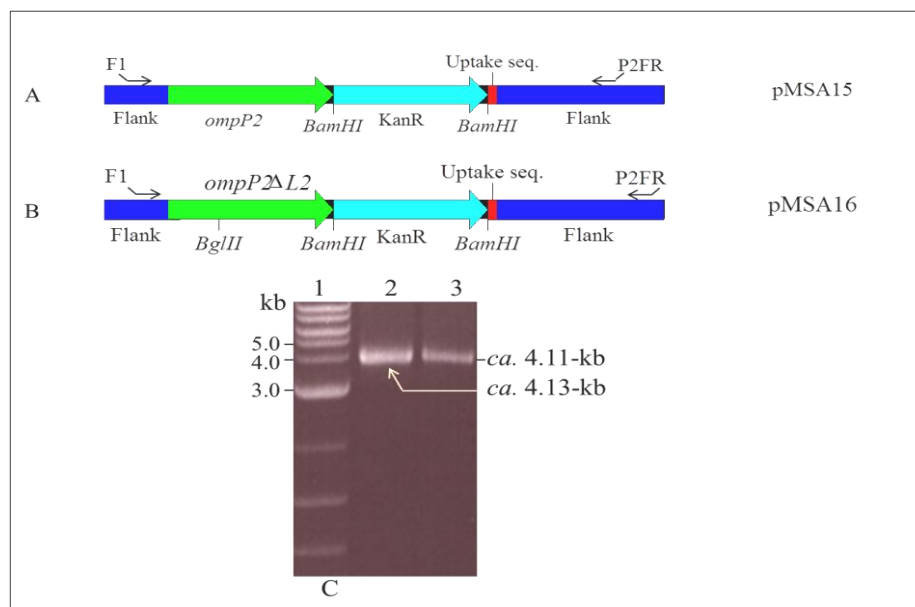 F1 Uptake seq. P2FR
A pMSA15
Flank ompP2 BamHI KanR BamHI Flank
F1 ompP2ΔL2 Uptake seq. P2FR
B pMSA16
Flank BglII BamHI KanR BamHI Flank
kb 1 2 3
5.0
4.0 ca. 4.11-kb
3.0 ca. 4.13-kb
C